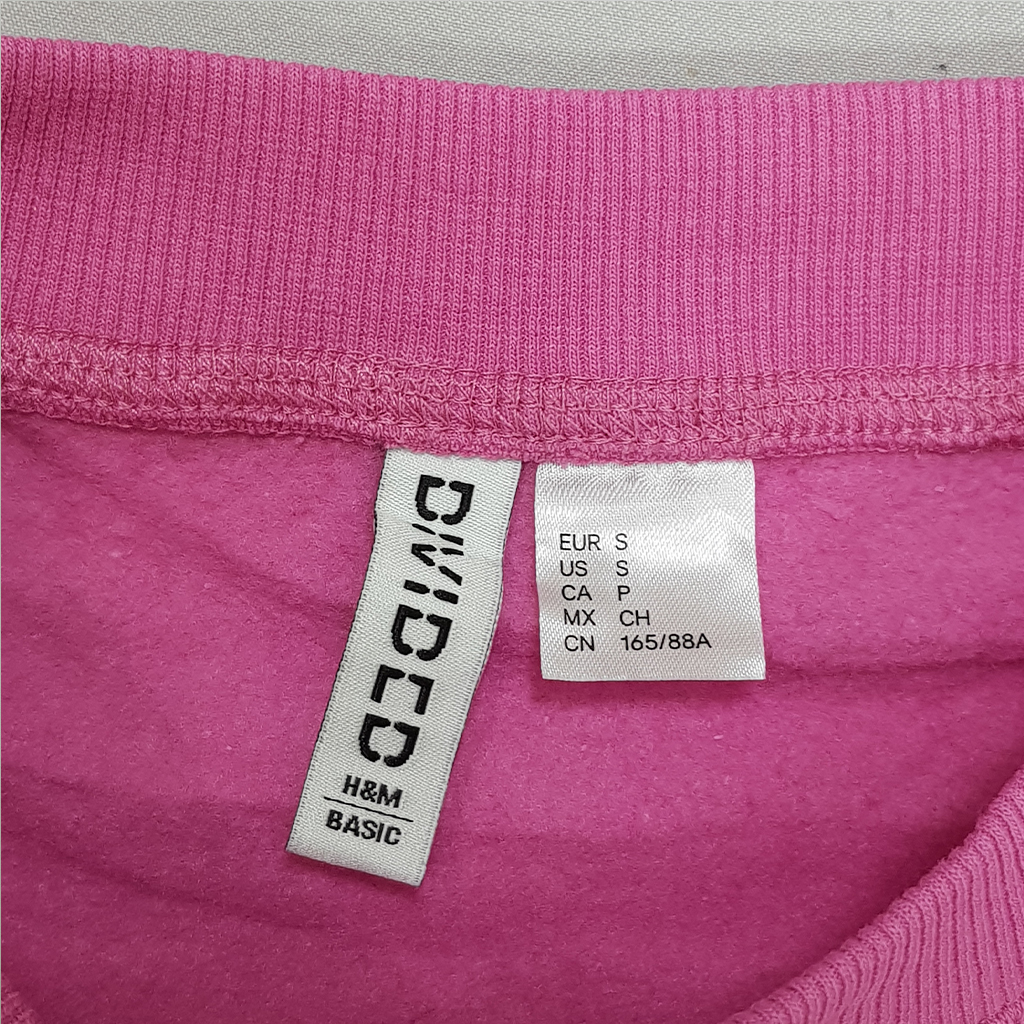 DIVIDED
H&M
BASIC
EUR S
US S
CA P
MX CH
CN 165/88A